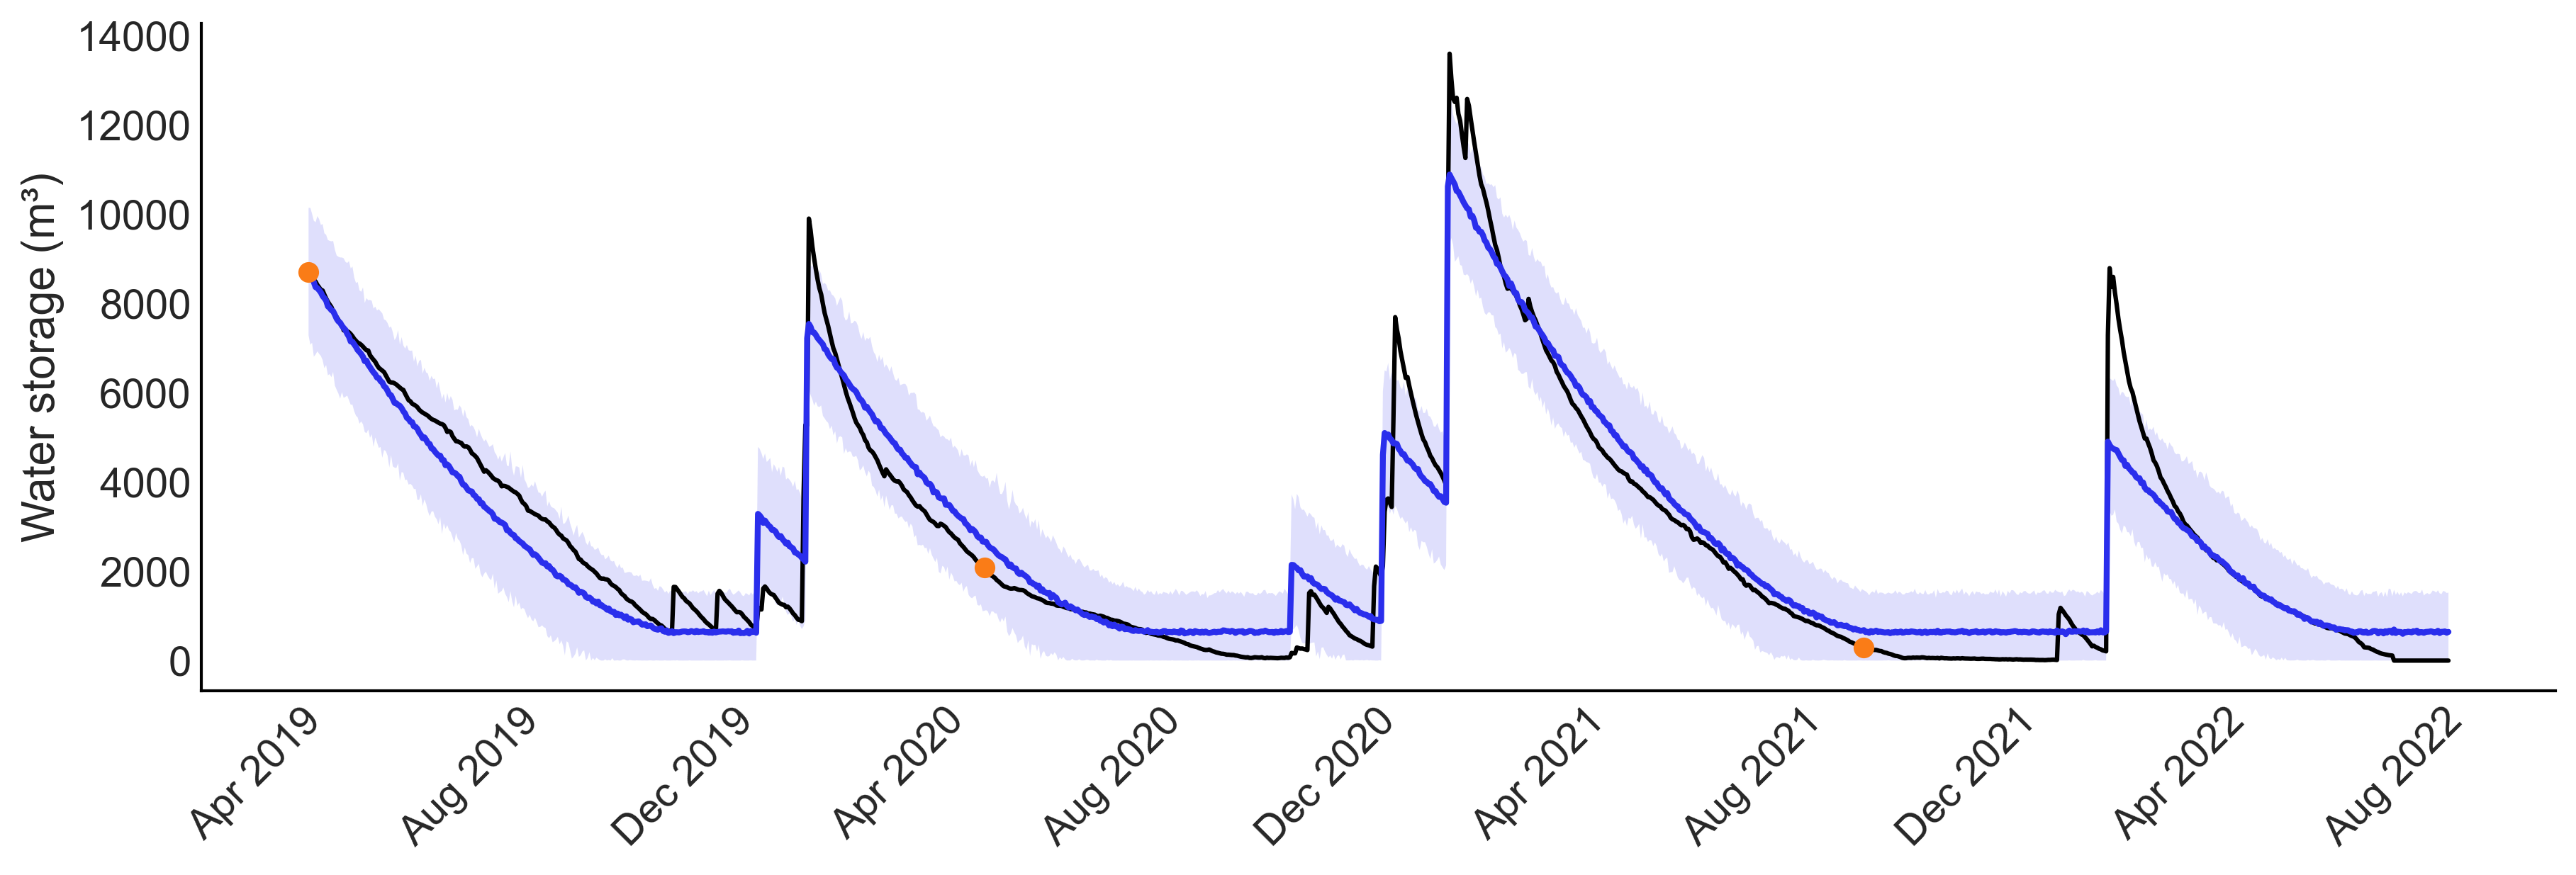 Water storage (m³)
14000
12000
10000
8000
6000
4000
2000
0
Apr 2019
Aug 2019
Dec 2019
Apr 2020
Aug 2020
Dec 2020
Apr 2021
Aug 2021
Dec 2021
Apr 2022
Aug 2022